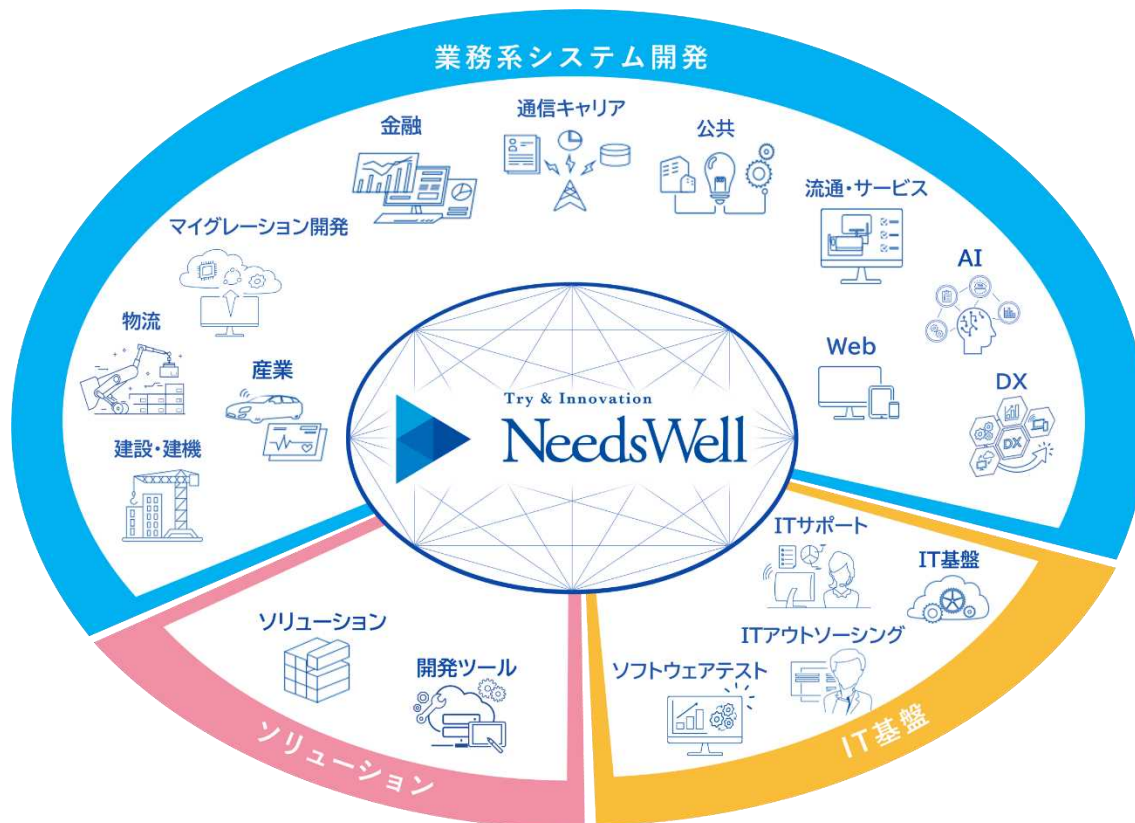 業務系システム開発
通信キャリア
金融
公共
流通・サービス
マイグレーション開発
AI
物流
Web
産業
DX
DX
Try & Innovation
NeedsWell
建設・建機
ITサポート
IT基盤
ソリューション
ITアウトソーシング
開発ツール
ソフトウェアテスト
ソリューション
IT基盤